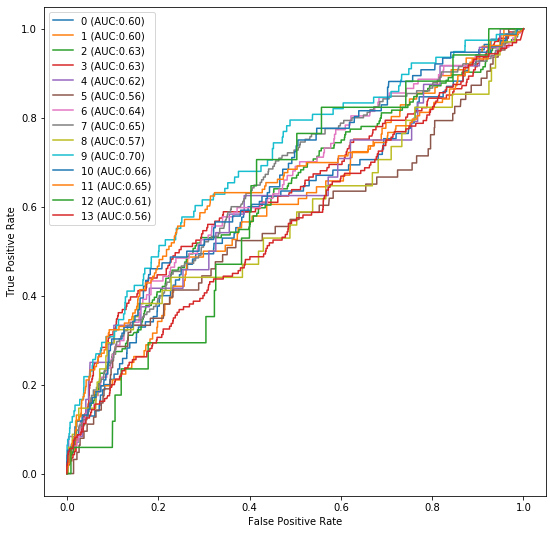 0 (AUC:0.60)
1 (AUC:0.60)
2 (AUC:0.63)
3 (AUC:0.63)
4 (AUC:0.62)
5 (AUC:0.56)
6 (AUC:0.64)
7 (AUC:0.65)
8 (AUC:0.57)
9 (AUC:0.70)
10 (AUC:0.66)
11 (AUC:0.65)
12 (AUC:0.61)
13 (AUC:0.56)
1.0
0.8
0.6
0.4
0.2
0.0
True Positive Rate
0.0 0.2 0.4 0.6 0.8 1.0
False Positive Rate